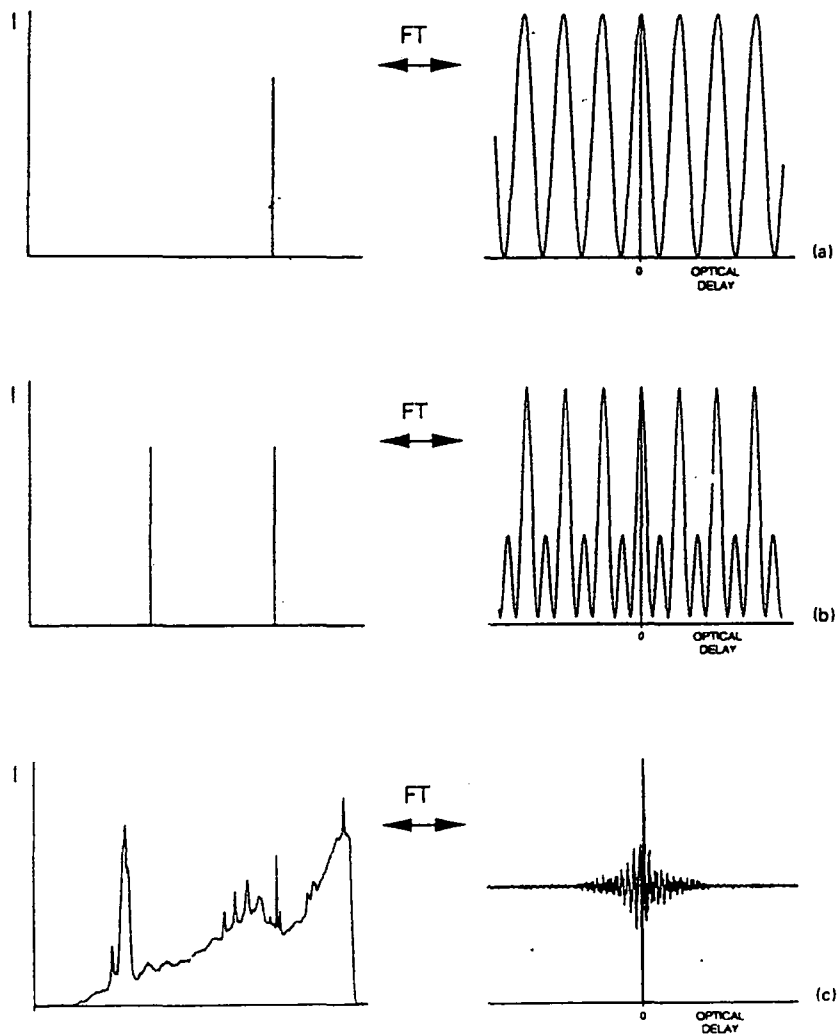 I
FT
(a)
0 OPTICAL
DELAY
I
FT
(b)
0 OPTICAL
DELAY
I
FT
(c)
0 OPTICAL
DELAY